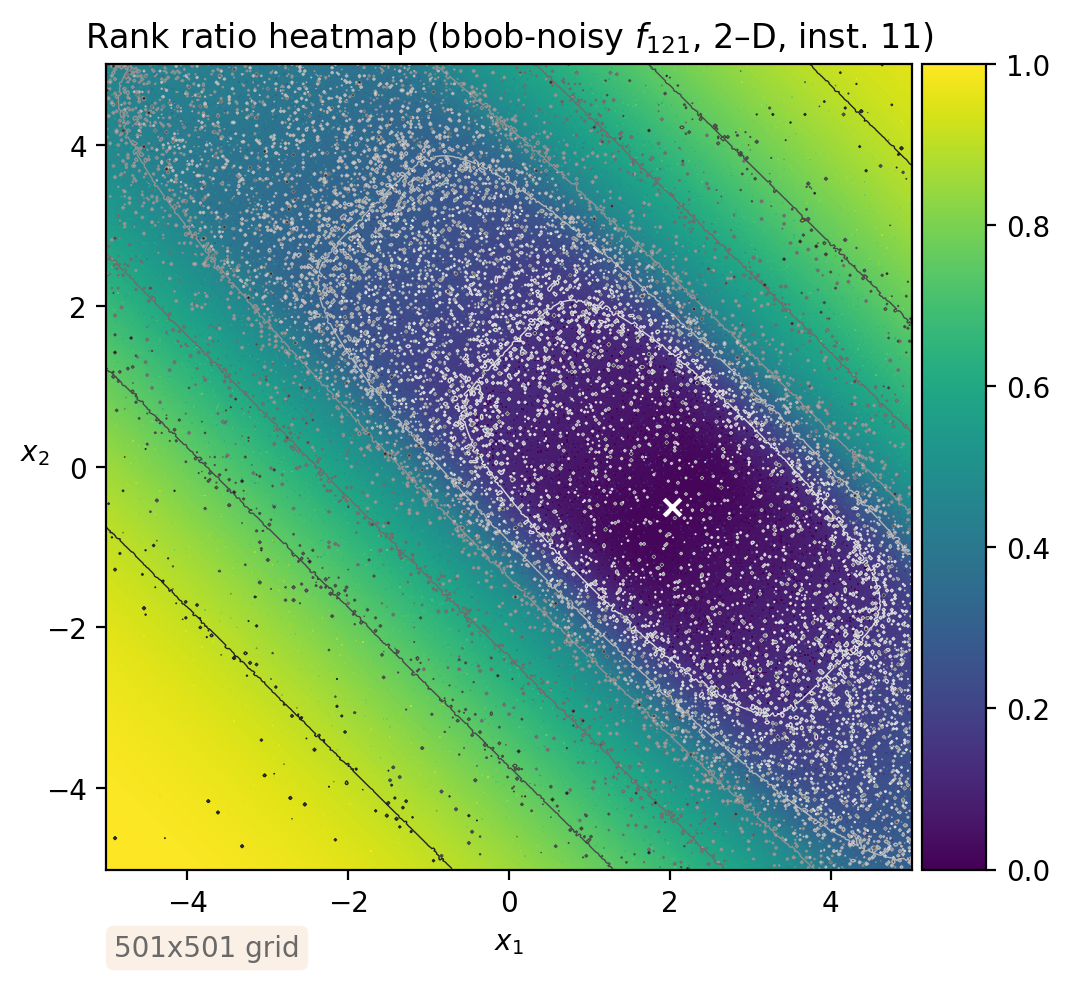 Rank ratio heatmap (bbob-noisy f₁₂₁, 2–D, inst. 11)
1.0
4
0.8
2
0.6
x₂ 0
0.4
−2
0.2
−4
0.0
−4 −2 0 2 4
x₁
501x501 grid